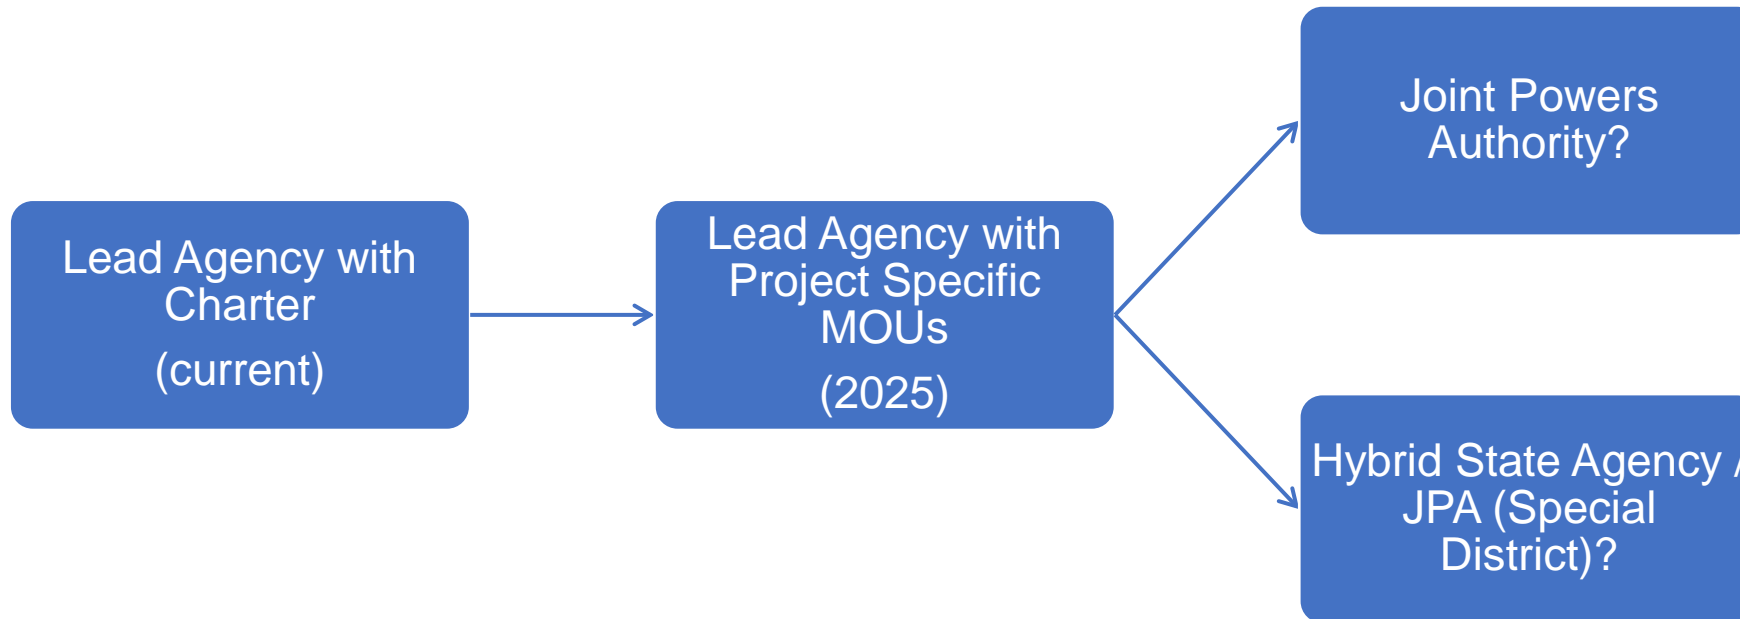 Lead Agency with
Charter
(current)
Lead Agency with
Project Specific
MOUs
(2025)
Joint Powers
Authority?
Hybrid State Agency /
JPA (Special
District)?